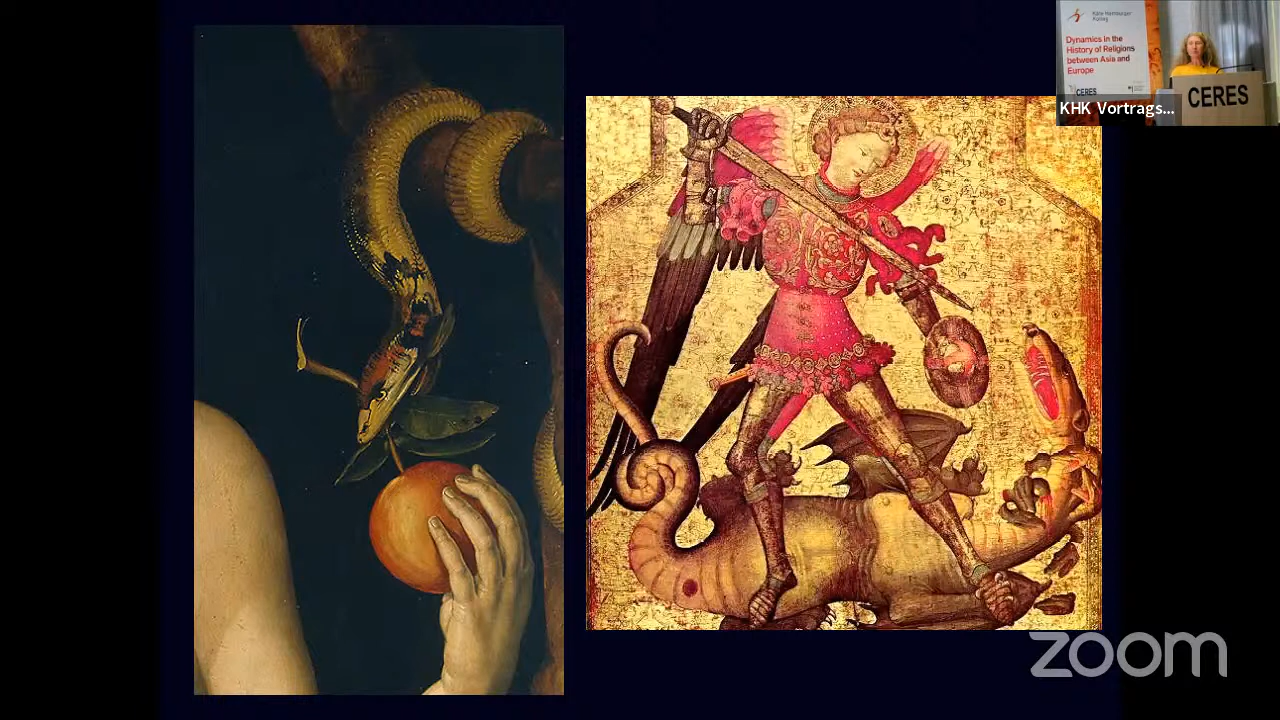 Käte Hamburger
Kolleg
Dynamics in the
History of Religions
between Asia and
Europe
CERES
CERES
KHK Vortrags...
zoom